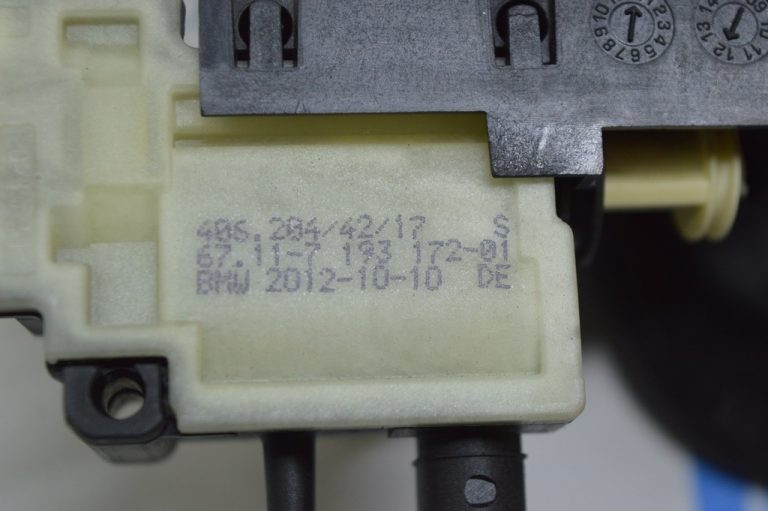 406.204/42/17 S
67.11-7 193 172-01
BMW 2012-10-10 DE